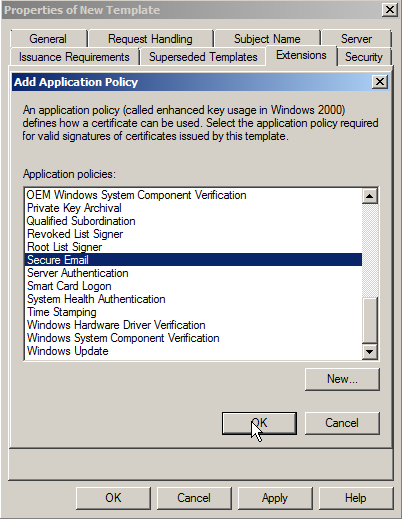 Properties of New Template
General
Request Handling
Subject Name
Server
Issuance Requirements
Superseded Templates
Extensions
Security
Add Application Policy
An application policy (called enhanced key usage in Windows 2000)
defines how a certificate can be used. Select the application policy required
for valid signatures of certificates issued by this template.
Application policies:
OEM Windows System Component Verification
Private Key Archival
Qualified Subordination
Revoked List Signer
Root List Signer
Secure Email
Server Authentication
Smart Card Logon
System Health Authentication
Time Stamping
Windows Hardware Driver Verification
Windows System Component Verification
Windows Update
New...
OK
Cancel
OK
Cancel
Apply
Help